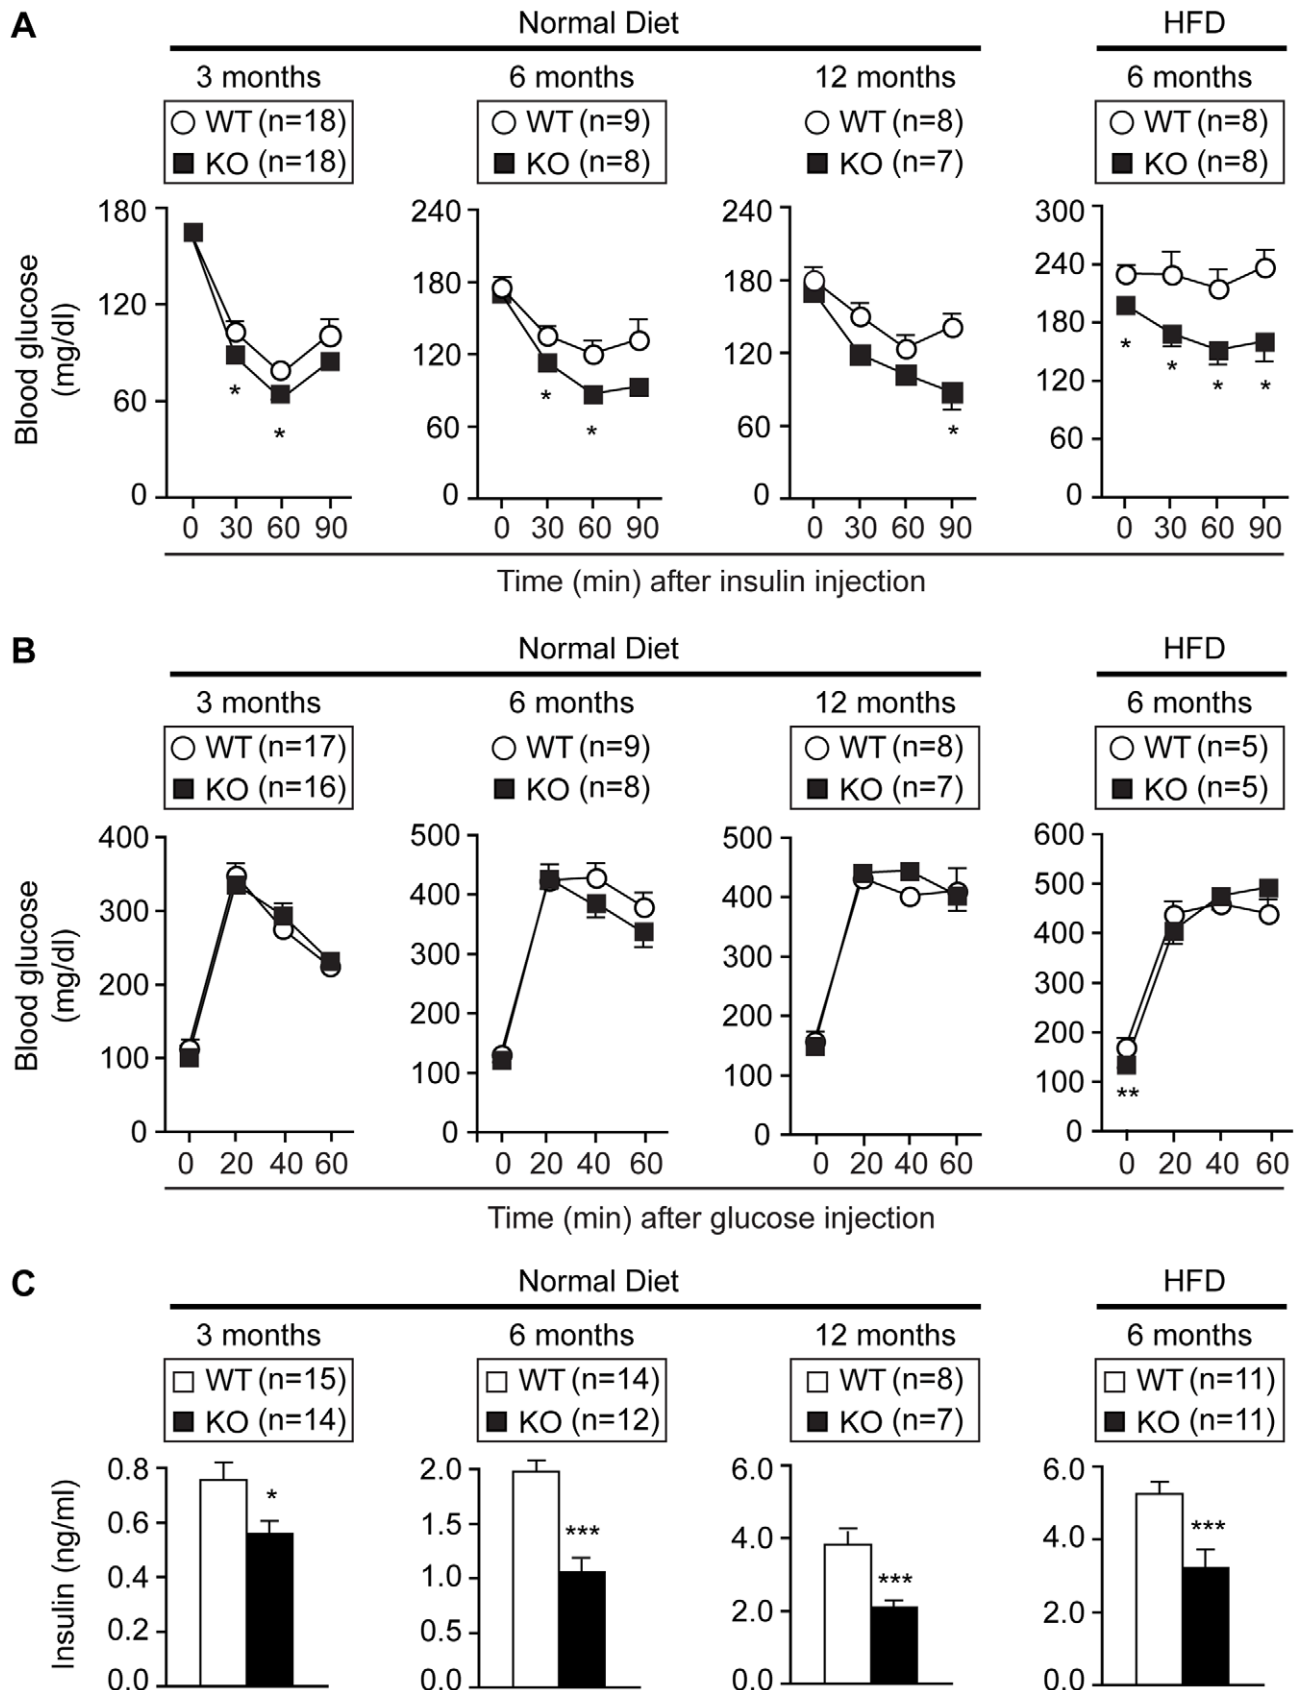 A
Normal Diet
HFD
3 months
6 months
12 months
6 months
WT (n=18)
KO (n=18)
WT (n=9)
KO (n=8)
WT (n=8)
KO (n=7)
WT (n=8)
KO (n=8)
Blood glucose
(mg/dl)
180
120
60
0
0 30 60 90
*
*
240
180
120
60
0
0 30 60 90
*
*
240
180
120
60
0
0 30 60 90
*
300
240
180
120
60
0
0 30 60 90
*
*
*
*
Time (min) after insulin injection
B
Normal Diet
HFD
3 months
6 months
12 months
6 months
WT (n=17)
KO (n=16)
WT (n=9)
KO (n=8)
WT (n=8)
KO (n=7)
WT (n=5)
KO (n=5)
Blood glucose
(mg/dl)
400
300
200
100
0
0 20 40 60
500
400
300
200
100
0
0 20 40 60
500
400
300
200
100
0
0 20 40 60
600
500
400
300
200
100
0
0 20 40 60
**
Time (min) after glucose injection
C
Normal Diet
HFD
3 months
6 months
12 months
6 months
WT (n=15)
KO (n=14)
WT (n=14)
KO (n=12)
WT (n=8)
KO (n=7)
WT (n=11)
KO (n=11)
Insulin (ng/ml)
0.8
0.6
0.4
0.2
0.0
*
2.0
1.5
1.0
0.5
0.0
***
6.0
4.0
2.0
0.0
***
6.0
4.0
2.0
0.0
***